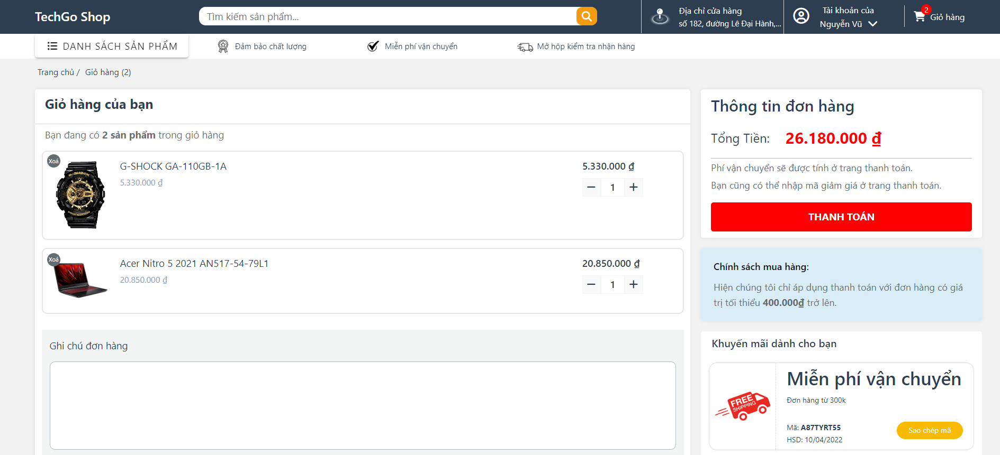 TechGo Shop
Tìm kiếm sản phẩm...
Địa chỉ cửa hàng
số 182, đường Lê Đại Hành,...
Tài khoản của
Nguyễn Vũ
2
Giỏ hàng
DANH SÁCH SẢN PHẨM
Đảm bảo chất lượng
Miễn phí vận chuyển
Mở hộp kiểm tra nhận hàng
Trang chủ / Giỏ hàng (2)
Giỏ hàng của bạn
Bạn đang có 2 sản phẩm trong giỏ hàng
Xoá
G-SHOCK GA-110GB-1A
5.330.000 ₫
5.330.000 ₫
1
Xoá
Acer Nitro 5 2021 AN517-54-79L1
20.850.000 ₫
20.850.000 ₫
1
Ghi chú đơn hàng
Thông tin đơn hàng
Tổng Tiền: 26.180.000 ₫
Phí vận chuyển sẽ được tính ở trang thanh toán.
Bạn cũng có thể nhập mã giảm giá ở trang thanh toán.
THANH TOÁN
Chính sách mua hàng:
Hiện chúng tôi chỉ áp dụng thanh toán với đơn hàng có giá
trị tối thiểu 400.000₫ trở lên.
Khuyến mãi dành cho bạn
FREE
SHIPPING
Miễn phí vận chuyển
Đơn hàng từ 300k
Mã: A87TYRT55
HSD: 10/04/2022
Sao chép mã